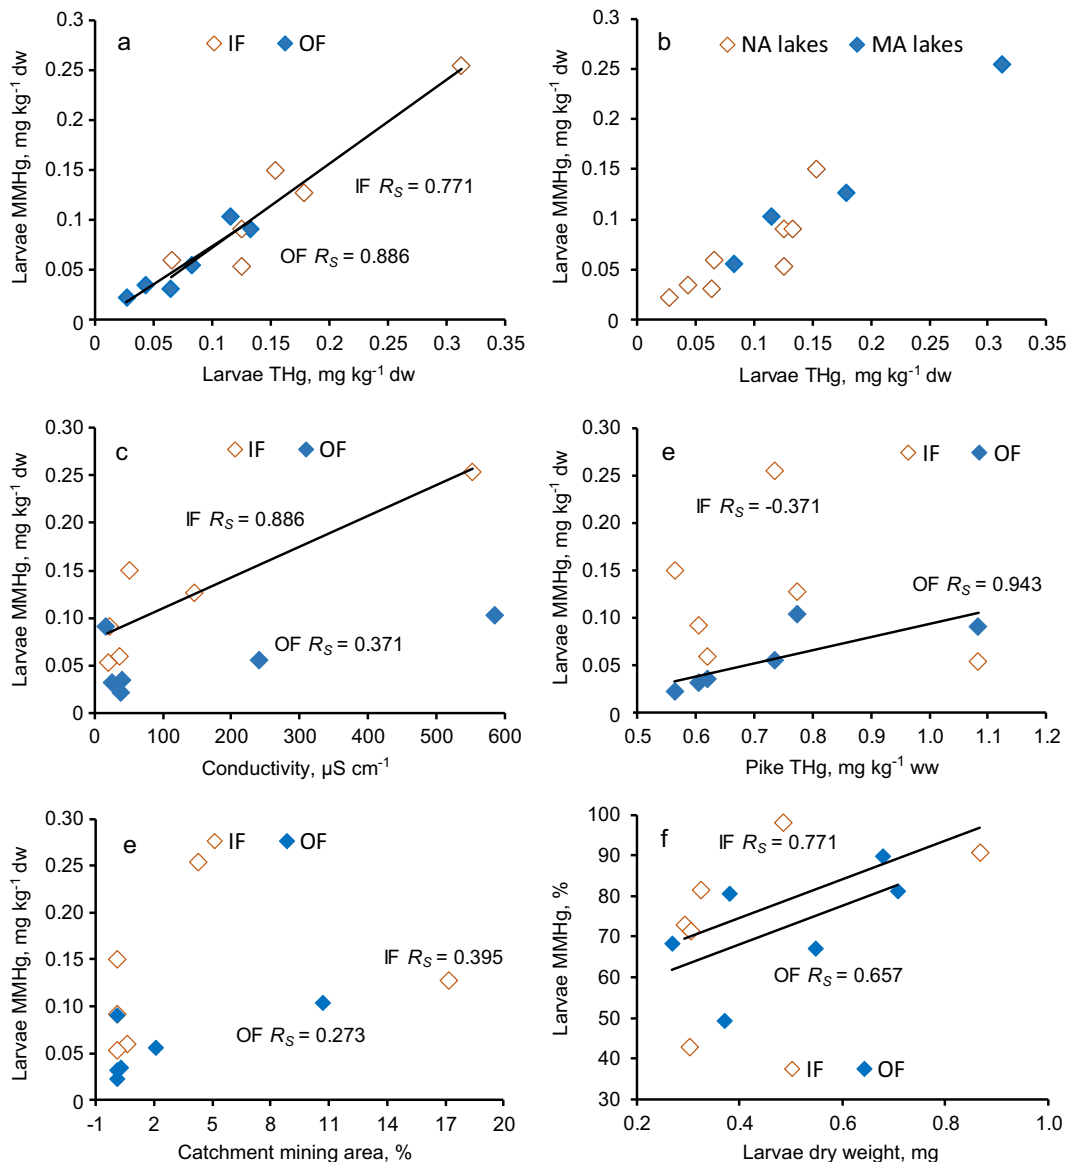 a
IF
OF
Larvae MMHg, mg kg⁻¹ dw
0.3
0.25
0.2
0.15
0.1
0.05
0
IF R_S = 0.771
OF R_S = 0.886
0 0.05 0.1 0.15 0.2 0.25 0.3 0.35
Larvae THg, mg kg⁻¹ dw
b
NA lakes
MA lakes
Larvae MMHg, mg kg⁻¹ dw
0.3
0.25
0.2
0.15
0.1
0.05
0
0 0.05 0.1 0.15 0.2 0.25 0.3 0.35
Larvae THg, mg kg⁻¹ dw
c
IF
OF
Larvae MMHg, mg kg⁻¹ dw
0.30
0.25
0.20
0.15
0.10
0.05
0
IF R_S = 0.886
OF R_S = 0.371
0 100 200 300 400 500 600
Conductivity, µS cm⁻¹
e
IF
OF
Larvae MMHg, mg kg⁻¹ dw
0.30
0.25
0.20
0.15
0.10
0.05
0
IF R_S = -0.371
OF R_S = 0.943
0.5 0.6 0.7 0.8 0.9 1.0 1.1 1.2
Pike THg, mg kg⁻¹ ww
e
IF
OF
Larvae MMHg, mg kg⁻¹ dw
0.30
0.25
0.20
0.15
0.10
0.05
0
IF R_S = 0.395
OF R_S = 0.273
-1 2 5 8 11 14 17 20
Catchment mining area, %
f
Larvae MMHg, %
100
90
80
70
60
50
40
30
IF R_S = 0.771
OF R_S = 0.657
IF
OF
0.2 0.4 0.6 0.8 1.0
Larvae dry weight, mg